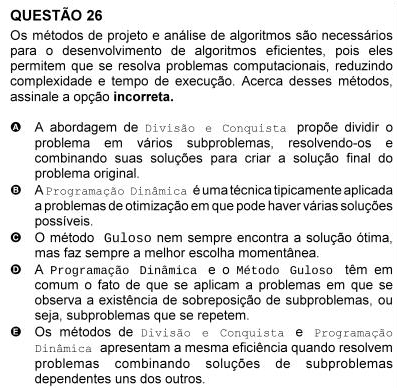 QUESTÃO 26
Os métodos de projeto e análise de algoritmos são necessários
para o desenvolvimento de algoritmos eficientes, pois eles
permitem que se resolva problemas computacionais, reduzindo
complexidade e tempo de execução. Acerca desses métodos,
assinale a opção incorreta.
A A abordagem de Divisão e Conquista propõe dividir o
problema em vários subproblemas, resolvendo-os e
combinando suas soluções para criar a solução final do
problema original.
B A Programação Dinâmica é uma técnica tipicamente aplicada
a problemas de otimização em que pode haver várias soluções
possíveis.
C O método Guloso nem sempre encontra a solução ótima,
mas faz sempre a melhor escolha momentânea.
D A Programação Dinâmica e o Método Guloso têm em
comum o fato de que se aplicam a problemas em que se
observa a existência de sobreposição de subproblemas, ou
seja, subproblemas que se repetem.
E Os métodos de Divisão e Conquista e Programação
Dinâmica apresentam a mesma eficiência quando resolvem
problemas combinando soluções de subproblemas
dependentes uns dos outros.